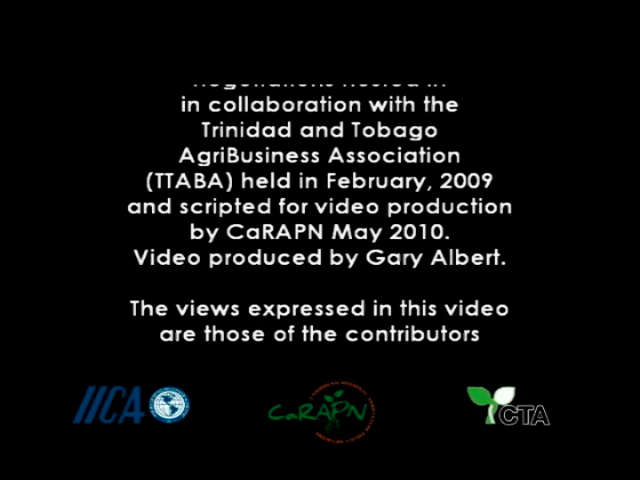 in collaboration with the
Trinidad and Tobago
AgriBusiness Association
(TTABA) held in February, 2009
and scripted for video production
by CaRAPN May 2010.
Video produced by Gary Albert.
The views expressed in this video
are those of the contributors
IICA
CaRAPN
CTA